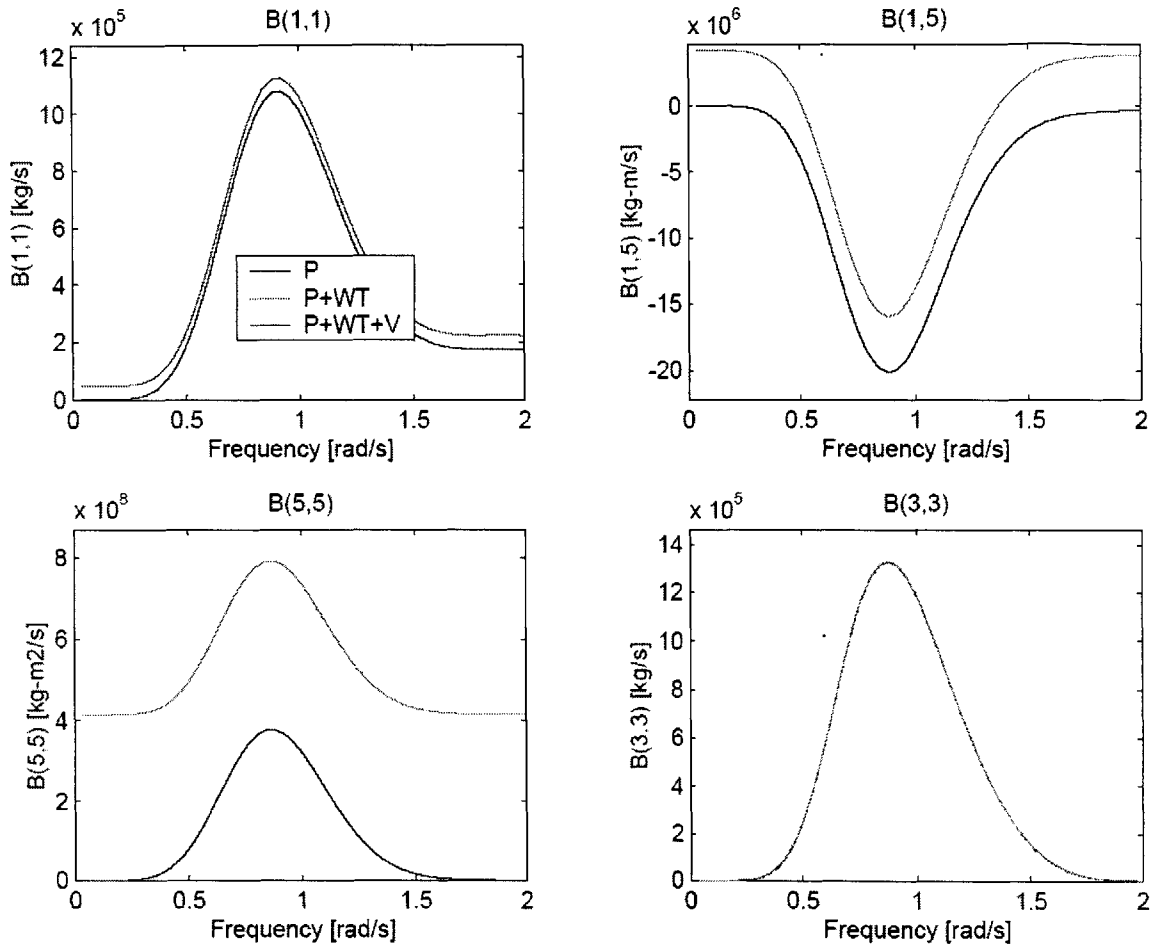 x 10^5
B(1,1)
12
10
8
6
4
2
0
B(1,1) [kg/s]
P
P+WT
P+WT+V
0
0.5
1
1.5
2
Frequency [rad/s]
x 10^6
B(1,5)
0
-5
-10
-15
-20
B(1,5) [kg-m/s]
0
0.5
1
1.5
2
Frequency [rad/s]
x 10^8
B(5,5)
8
6
4
2
0
B(5,5) [kg-m2/s]
0
0.5
1
1.5
2
Frequency [rad/s]
x 10^5
B(3,3)
14
12
10
8
6
4
2
0
B(3,3) [kg/s]
0
0.5
1
1.5
2
Frequency [rad/s]